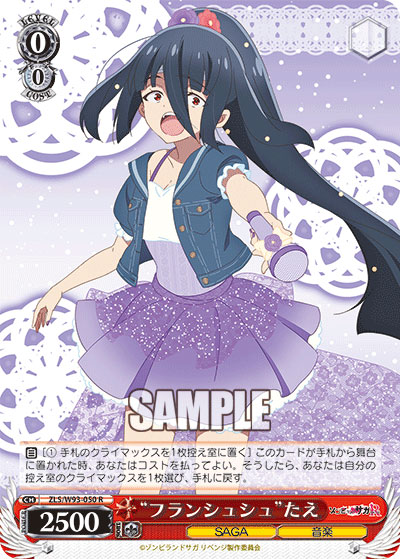 LEVEL
0
0
COST
SAMPLE
自[① 手札のクライマックスを1枚控え室に置く] このカードが手札から舞台
に置かれた時、あなたはコストを払ってよい。そうしたら、あなたは自分の
控え室のクライマックスを1枚選び、手札に戻す。
CH
ZLS/W93-050 R
2500
“フランシュシュ”たえ
SAGA
音楽
©ゾンビランドサガ リベンジ製作委員会